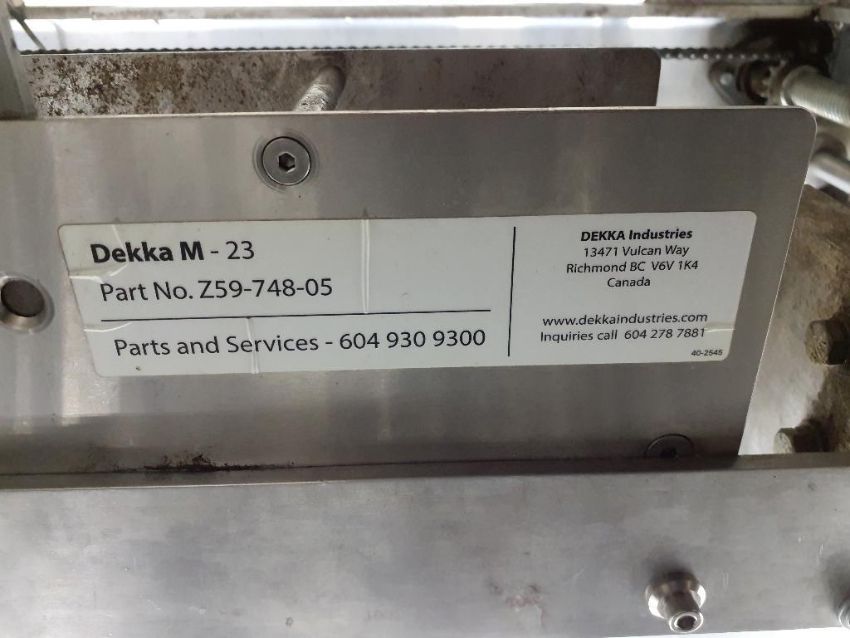 Dekka M - 23
Part No. Z59-748-05
Parts and Services - 604 930 9300
DEKKA Industries
13471 Vulcan Way
Richmond BC V6V 1K4
Canada
www.dekkaindustries.com
Inquiries call 604 278 7881
40-2545